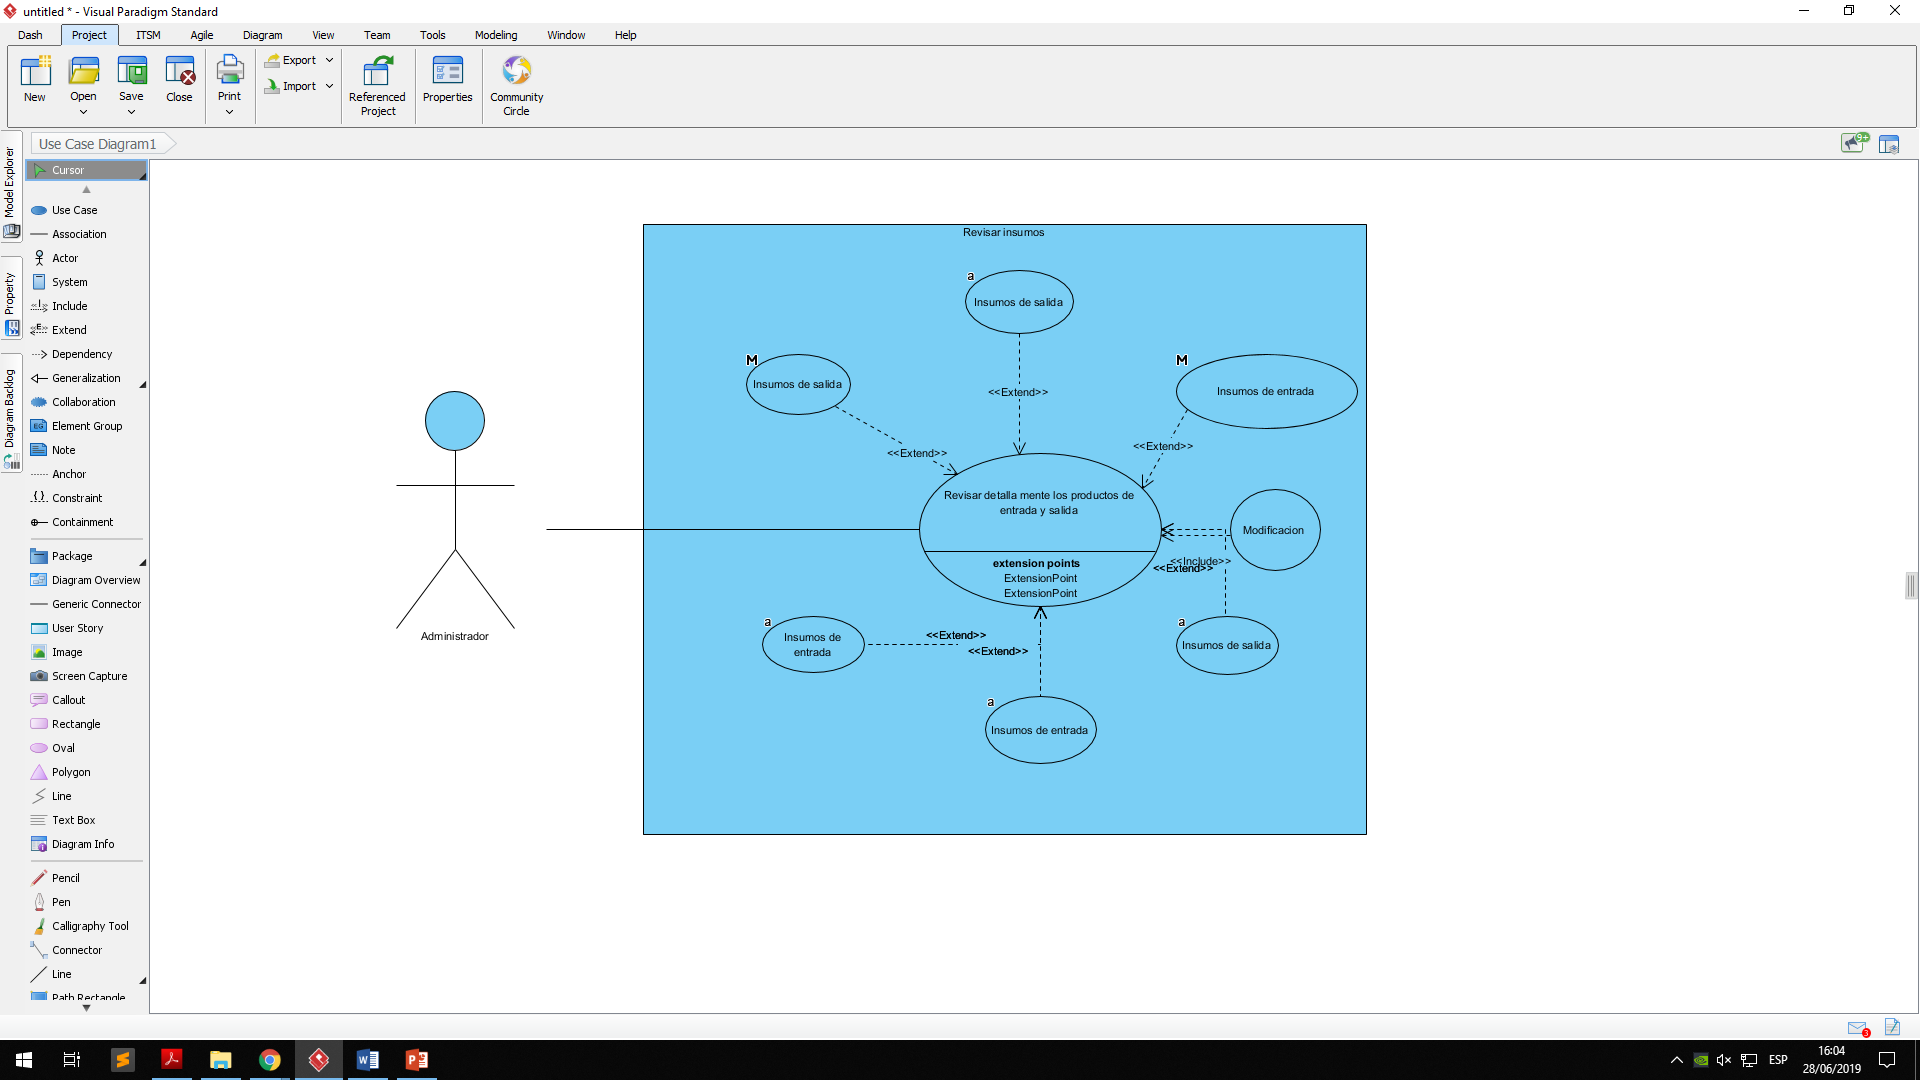 untitled * - Visual Paradigm Standard
Dash Project ITSM Agile Diagram View Team Tools Modeling Window Help
New
Open
Save
Close
Print
Export
Import
Referenced
Project
Properties
Community
Circle
Use Case Diagram1
9+
Model Explorer
Property
Diagram Backlog
Cursor
Use Case
Association
Actor
System
Include
Extend
Dependency
Generalization
Collaboration
Element Group
Note
Anchor
Constraint
Containment
Package
Diagram Overview
Generic Connector
User Story
Image
Screen Capture
Callout
Rectangle
Oval
Polygon
Line
Text Box
Diagram Info
Pencil
Pen
Calligraphy Tool
Connector
Line
Path Rectangle
Revisar insumos
a
Insumos de salida
M
Insumos de salida
<<Extend>>
M
Insumos de entrada
<<Extend>>
<<Extend>>
Revisar detalla mente los productos de
entrada y salida
extension points
ExtensionPoint
ExtensionPoint
Modificacion
<<Include>>
<<Extend>>
Administrador
a
Insumos de
entrada
<<Extend>>
<<Extend>>
a
Insumos de salida
a
Insumos de entrada
3
ESP
16:04
28/06/2019